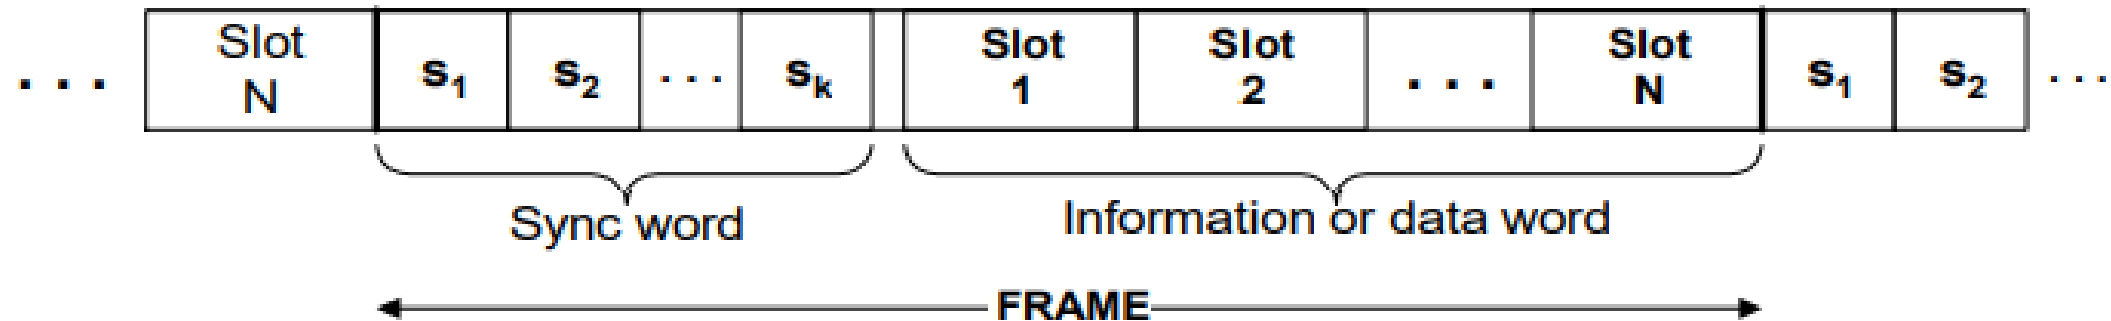 . . . Slot N s1 s2 . . . sk Slot 1 Slot 2 . . . Slot N s1 s2 . . .
Sync word Information or data word
FRAME